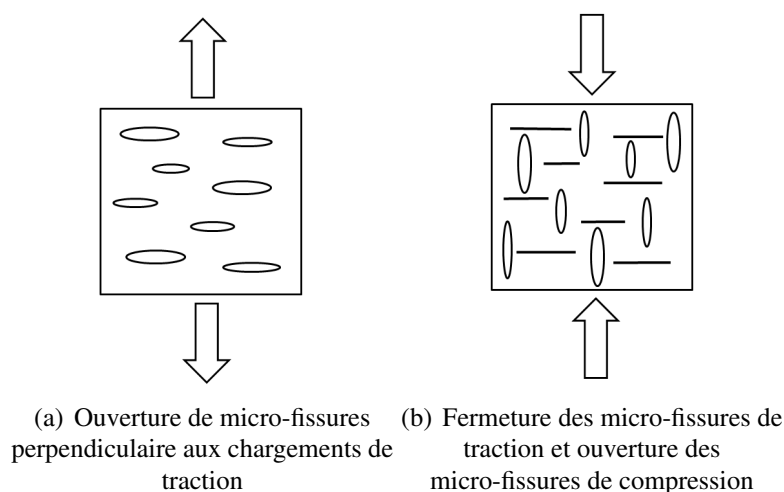 (a) Ouverture de micro-fissures
perpendiculaire aux chargements de
traction
(b) Fermeture des micro-fissures de
traction et ouverture des
micro-fissures de compression